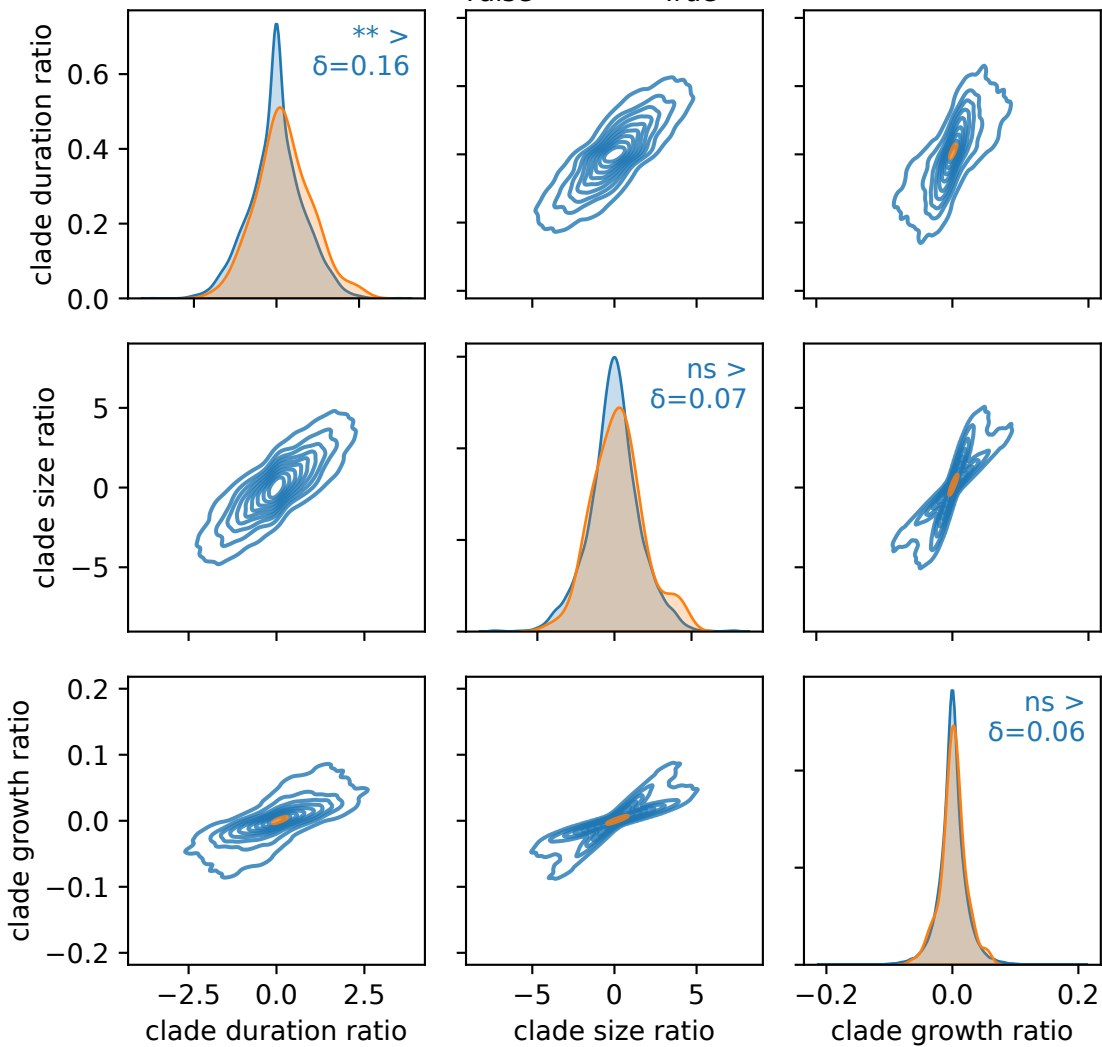 ** >
δ=0.16
clade duration ratio
0.6
0.4
0.2
0.0
ns >
δ=0.07
clade size ratio
5
0
−5
ns >
δ=0.06
clade growth ratio
0.2
0.1
0.0
−0.1
−0.2
−2.5 0.0 2.5
−5 0 5
−0.2 0.0 0.2
clade duration ratio
clade size ratio
clade growth ratio